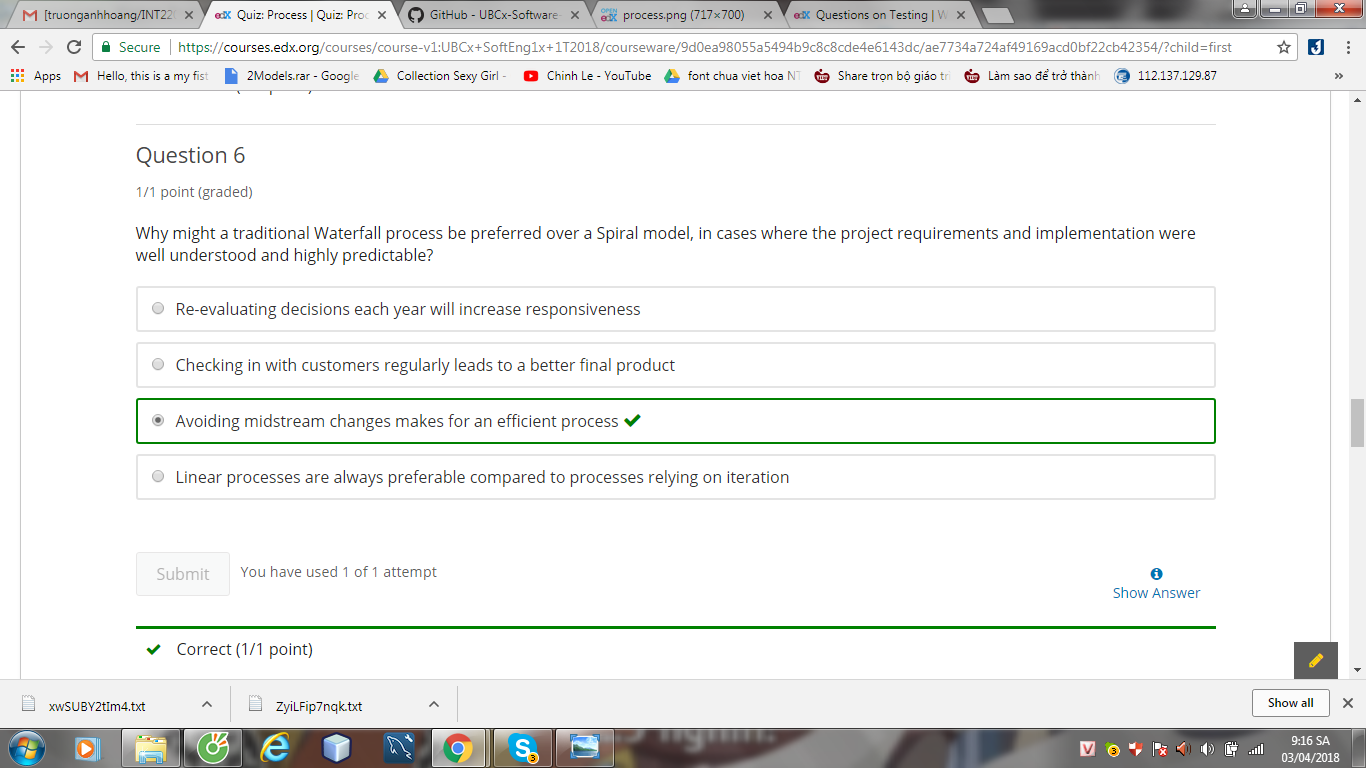 [truonganhhoang/INT22
Quiz: Process | Quiz: Proc
GitHub - UBCx-Software-
process.png (717×700)
Questions on Testing | W
Secure
https://courses.edx.org/courses/course-v1:UBCx+SoftEng1x+1T2018/courseware/9d0ea98055a5494b9c8c8cde4e6143dc/ae7734a724af49169acd0bf22cb42354/?child=first
Apps
Hello, this is a my fist
2Models.rar - Google
Collection Sexy Girl -
Chinh Le - YouTube
font chua viet hoa NT
Share trọn bộ giáo trì
Làm sao để trở thành
112.137.129.87
»
Question 6
1/1 point (graded)
Why might a traditional Waterfall process be preferred over a Spiral model, in cases where the project requirements and implementation were
well understood and highly predictable?
Re-evaluating decisions each year will increase responsiveness
Checking in with customers regularly leads to a better final product
Avoiding midstream changes makes for an efficient process
Linear processes are always preferable compared to processes relying on iteration
Submit
You have used 1 of 1 attempt
Show Answer
Correct (1/1 point)
xwSUBY2tIm4.txt
ZyiLFip7nqk.txt
Show all
9:16 SA
03/04/2018